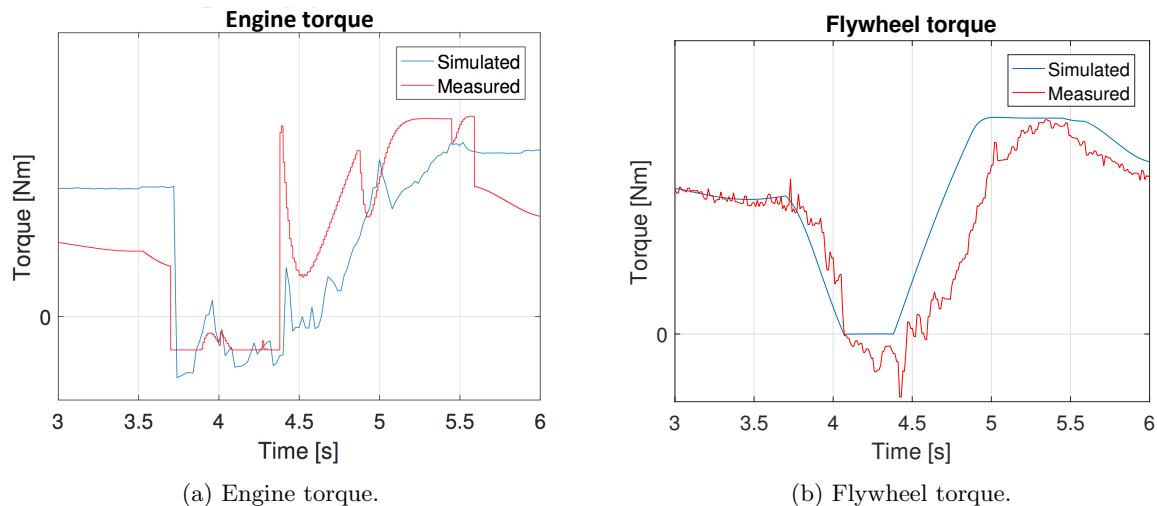 Engine torque
Simulated
Measured
Torque [Nm]
0
3 3.5 4 4.5 5 5.5 6
Time [s]
(a) Engine torque.
Flywheel torque
Simulated
Measured
Torque [Nm]
0
3 3.5 4 4.5 5 5.5 6
Time [s]
(b) Flywheel torque.